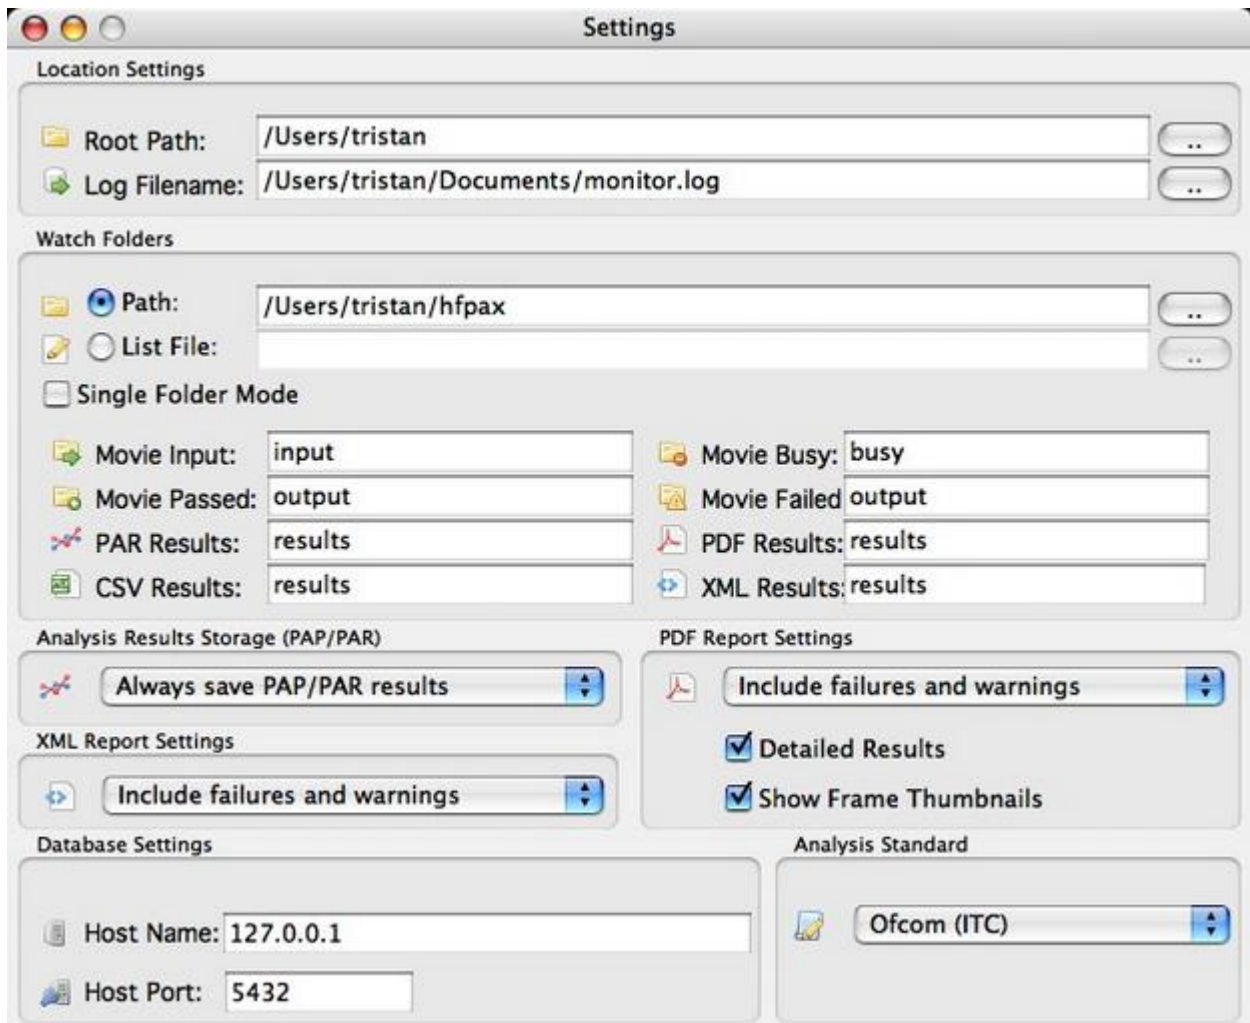 Settings
Location Settings
Root Path: /Users/tristan ..
Log Filename: /Users/tristan/Documents/monitor.log ..
Watch Folders
Path: /Users/tristan/hfpax ..
List File: ..
Single Folder Mode
Movie Input: input Movie Busy: busy
Movie Passed: output Movie Failed output
PAR Results: results PDF Results: results
CSV Results: results XML Results: results
Analysis Results Storage (PAP/PAR) PDF Report Settings
Always save PAP/PAR results Include failures and warnings
XML Report Settings Detailed Results
Include failures and warnings Show Frame Thumbnails
Database Settings Analysis Standard
Host Name: 127.0.0.1 Ofcom (ITC)
Host Port: 5432